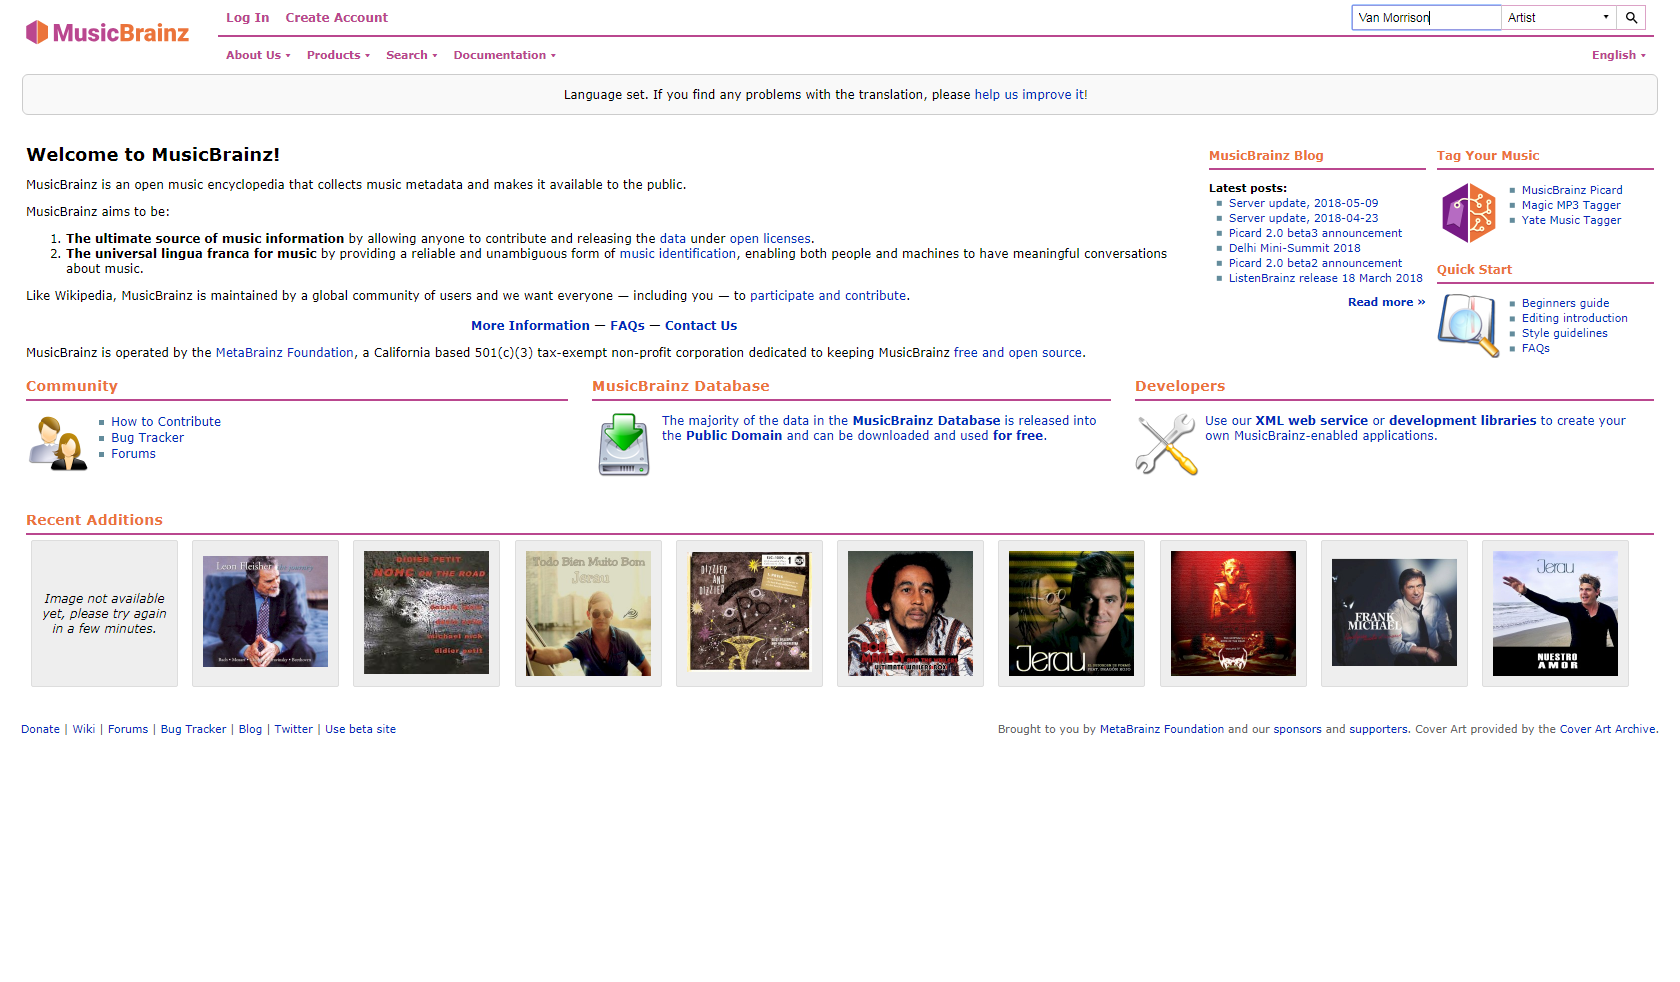 MusicBrainz
Log In Create Account
Van Morrison Artist
About Us Products Search Documentation
English
Language set. If you find any problems with the translation, please help us improve it!
Welcome to MusicBrainz!
MusicBrainz is an open music encyclopedia that collects music metadata and makes it available to the public.
MusicBrainz aims to be:
1. The ultimate source of music information by allowing anyone to contribute and releasing the data under open licenses.
2. The universal lingua franca for music by providing a reliable and unambiguous form of music identification, enabling both people and machines to have meaningful conversations
about music.
Like Wikipedia, MusicBrainz is maintained by a global community of users and we want everyone — including you — to participate and contribute.
More Information — FAQs — Contact Us
MusicBrainz is operated by the MetaBrainz Foundation, a California based 501(c)(3) tax-exempt non-profit corporation dedicated to keeping MusicBrainz free and open source.
MusicBrainz Blog
Latest posts:
Server update, 2018-05-09
Server update, 2018-04-23
Picard 2.0 beta3 announcement
Delhi Mini-Summit 2018
Picard 2.0 beta2 announcement
ListenBrainz release 18 March 2018
Read more »
Tag Your Music
MusicBrainz Picard
Magic MP3 Tagger
Yate Music Tagger
Quick Start
Beginners guide
Editing introduction
Style guidelines
FAQs
Community
How to Contribute
Bug Tracker
Forums
MusicBrainz Database
The majority of the data in the MusicBrainz Database is released into
the Public Domain and can be downloaded and used for free.
Developers
Use our XML web service or development libraries to create your
own MusicBrainz-enabled applications.
Recent Additions
Image not available
yet, please try again
in a few minutes.
Leon Fleisher the journey
DIDIER PETIT
NOHC ON THE ROAD
didier petit
Todo Bien Muito Bom
Jerau
DIZZIER
AND
DIZZIER
BOB
MARLEY
ULTIMATE WAILERS BOX
Jerau
FRANK
MICHAEL
Jerau
NUESTRO
AMOR
Donate | Wiki | Forums | Bug Tracker | Blog | Twitter | Use beta site
Brought to you by MetaBrainz Foundation and our sponsors and supporters. Cover Art provided by the Cover Art Archive.